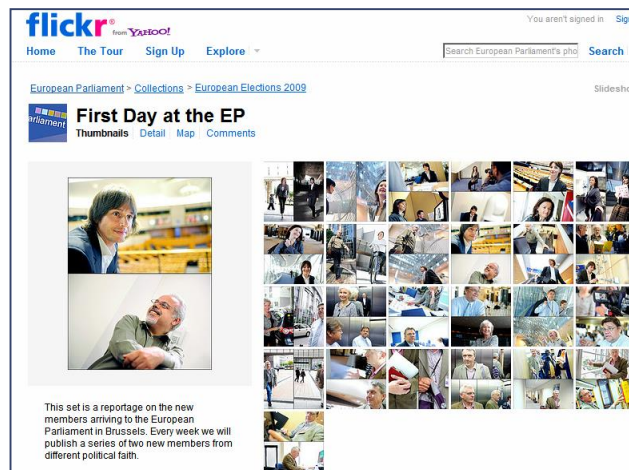 flickr from YAHOO!
You aren't signed in
Home The Tour Sign Up Explore
Search European Parliament's pho Search
European Parliament > Collections > European Elections 2009
Slidesho
arliament
First Day at the EP
Thumbnails Detail Map Comments
This set is a reportage on the new
members arriving to the European
Parliament in Brussels. Every week we will
publish a series of two new members from
different political faith.